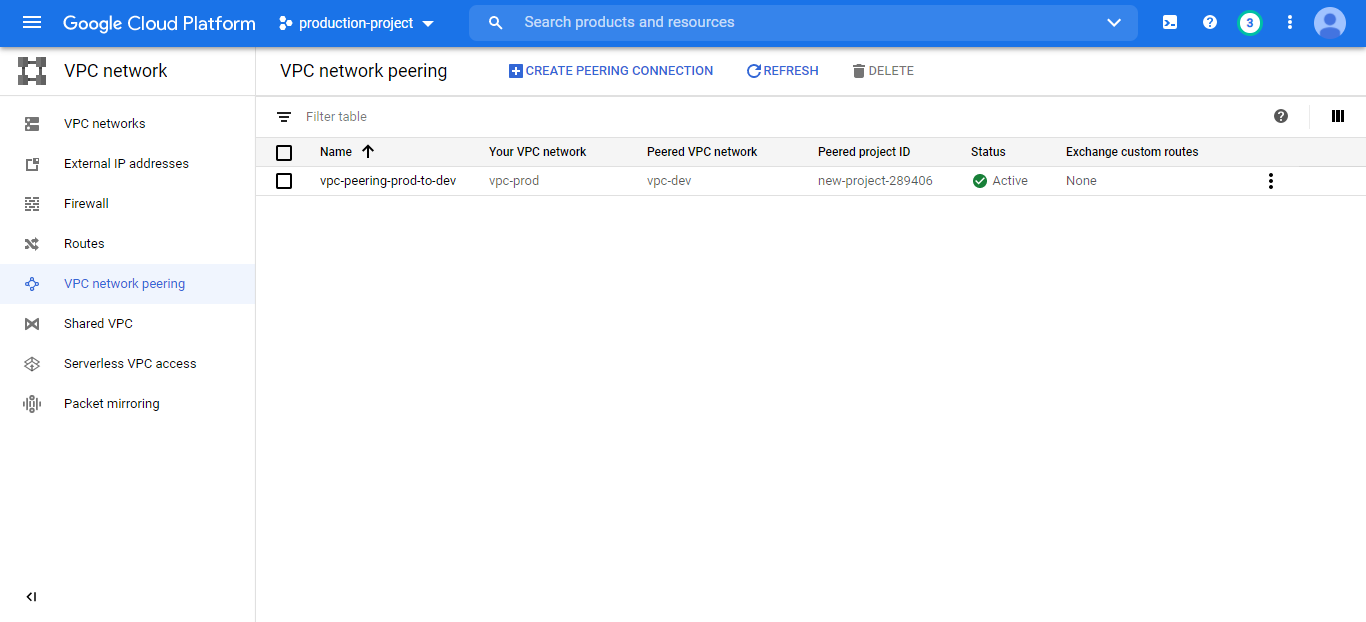 Google Cloud Platform production-project Search products and resources 3
VPC network VPC network peering CREATE PEERING CONNECTION REFRESH DELETE
VPC networks
External IP addresses
Firewall
Routes
VPC network peering
Shared VPC
Serverless VPC access
Packet mirroring
Filter table
Name Your VPC network Peered VPC network Peered project ID Status Exchange custom routes
vpc-peering-prod-to-dev vpc-prod vpc-dev new-project-289406 Active None